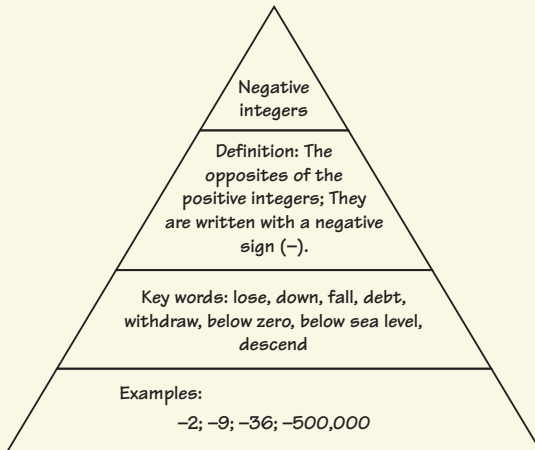 Negative
integers
Definition: The
opposites of the
positive integers; They
are written with a negative
sign (−).
Key words: lose, down, fall, debt,
withdraw, below zero, below sea level,
descend
Examples:
−2; −9; −36; −500,000